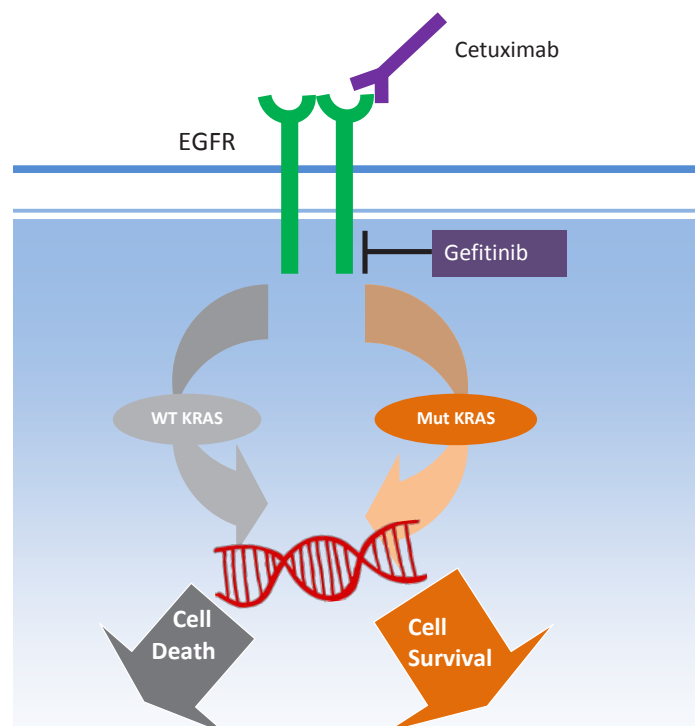 Cetuximab
EGFR
Gefitinib
WT KRAS
Mut KRAS
Cell
Death
Cell
Survival